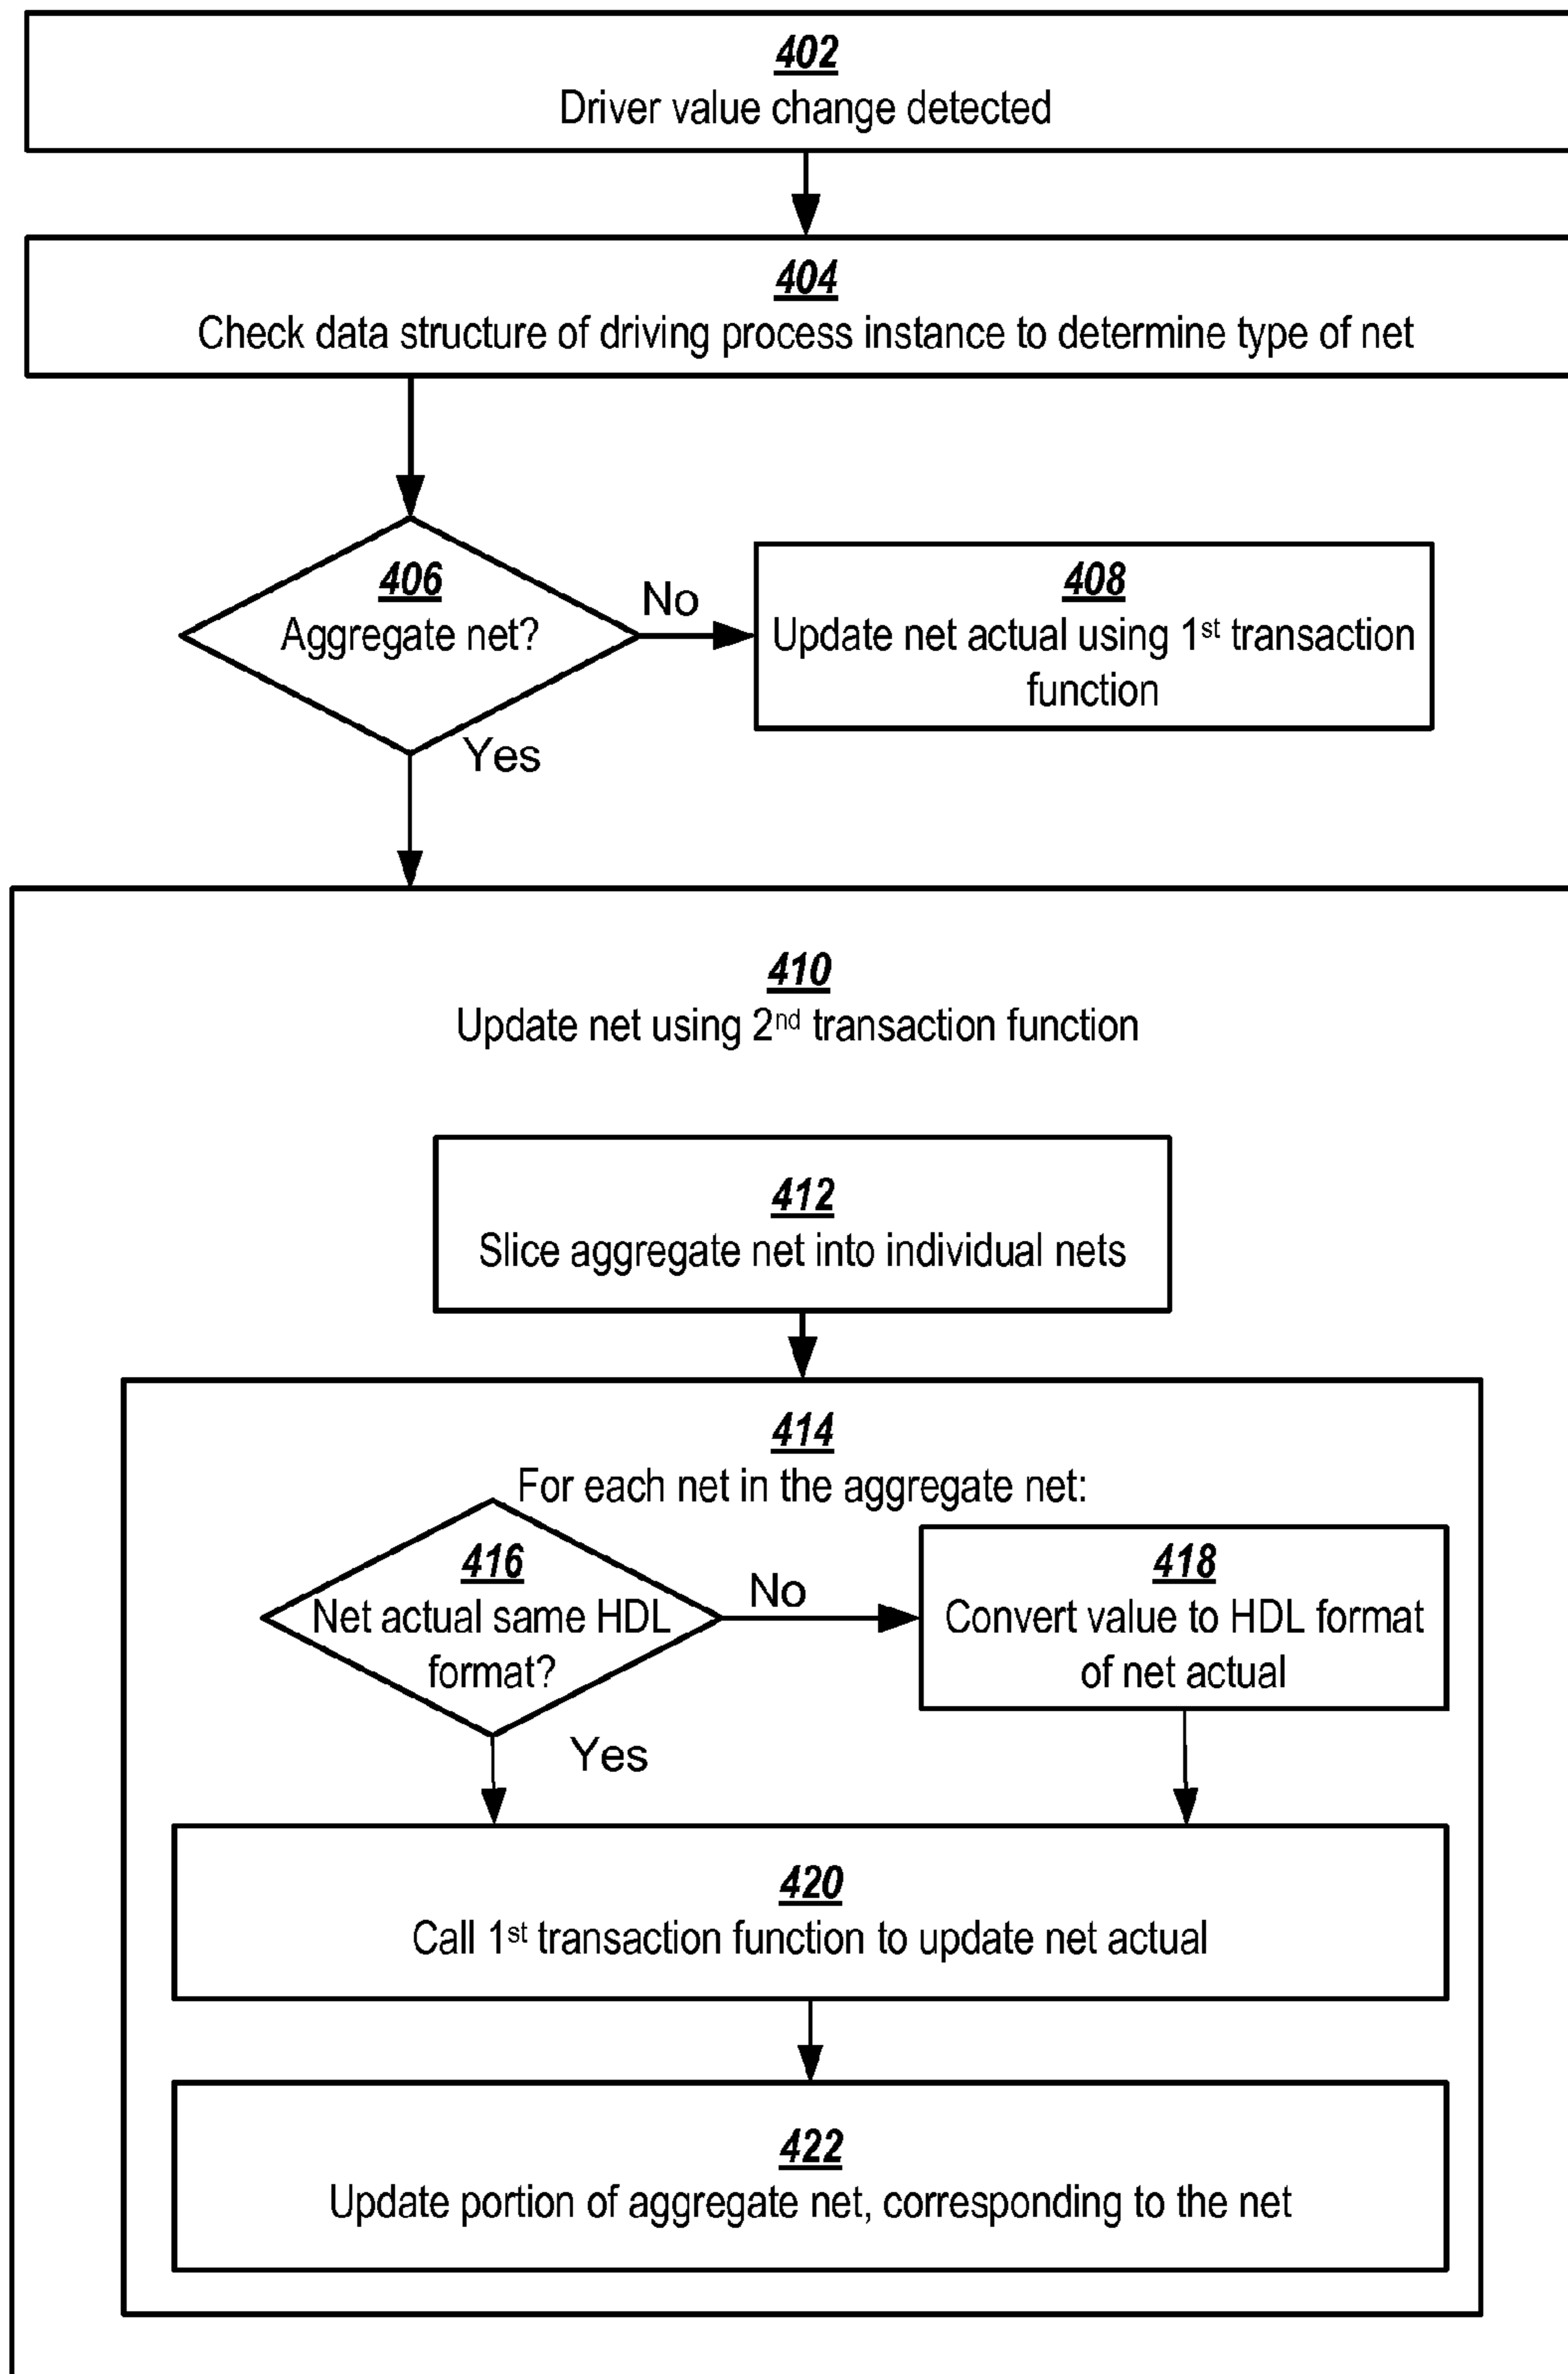 402
Driver value change detected
404
Check data structure of driving process instance to determine type of net
406
Aggregate net?
No
408
Update net actual using 1st transaction
function
Yes
410
Update net using 2nd transaction function
412
Slice aggregate net into individual nets
414
For each net in the aggregate net:
416
Net actual same HDL
format?
No
418
Convert value to HDL format
of net actual
Yes
420
Call 1st transaction function to update net actual
422
Update portion of aggregate net, corresponding to the net